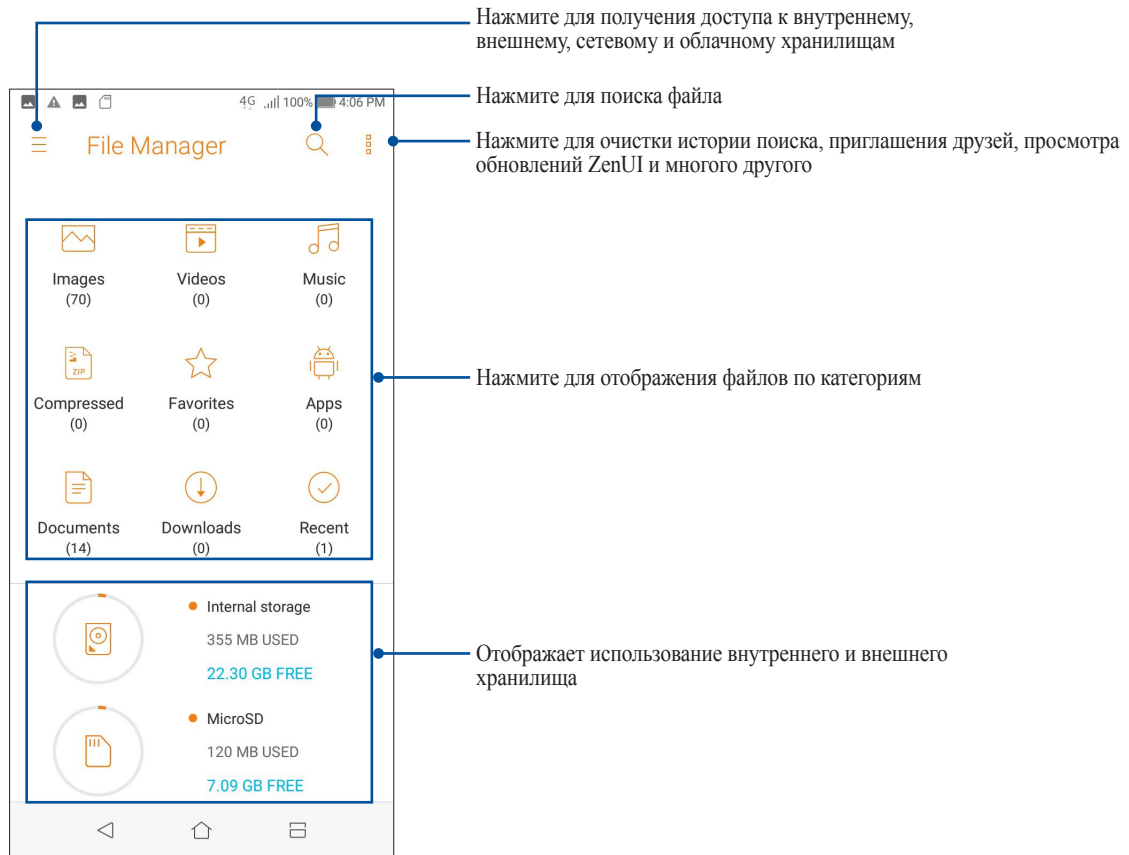 Нажмите для получения доступа к внутреннему,
внешнему, сетевому и облачному хранилищам
4G 100% 4:06 PM
Нажмите для поиска файла
File Manager
Нажмите для очистки истории поиска, приглашения друзей, просмотра
обновлений ZenUI и многого другого
Images Videos Music
(70) (0) (0)
ZIP
Compressed Favorites Apps
(0) (0) (0)
Нажмите для отображения файлов по категориям
Documents Downloads Recent
(14) (0) (1)
Internal storage
355 MB USED
22.30 GB FREE
Отображает использование внутреннего и внешнего
хранилища
MicroSD
120 MB USED
7.09 GB FREE